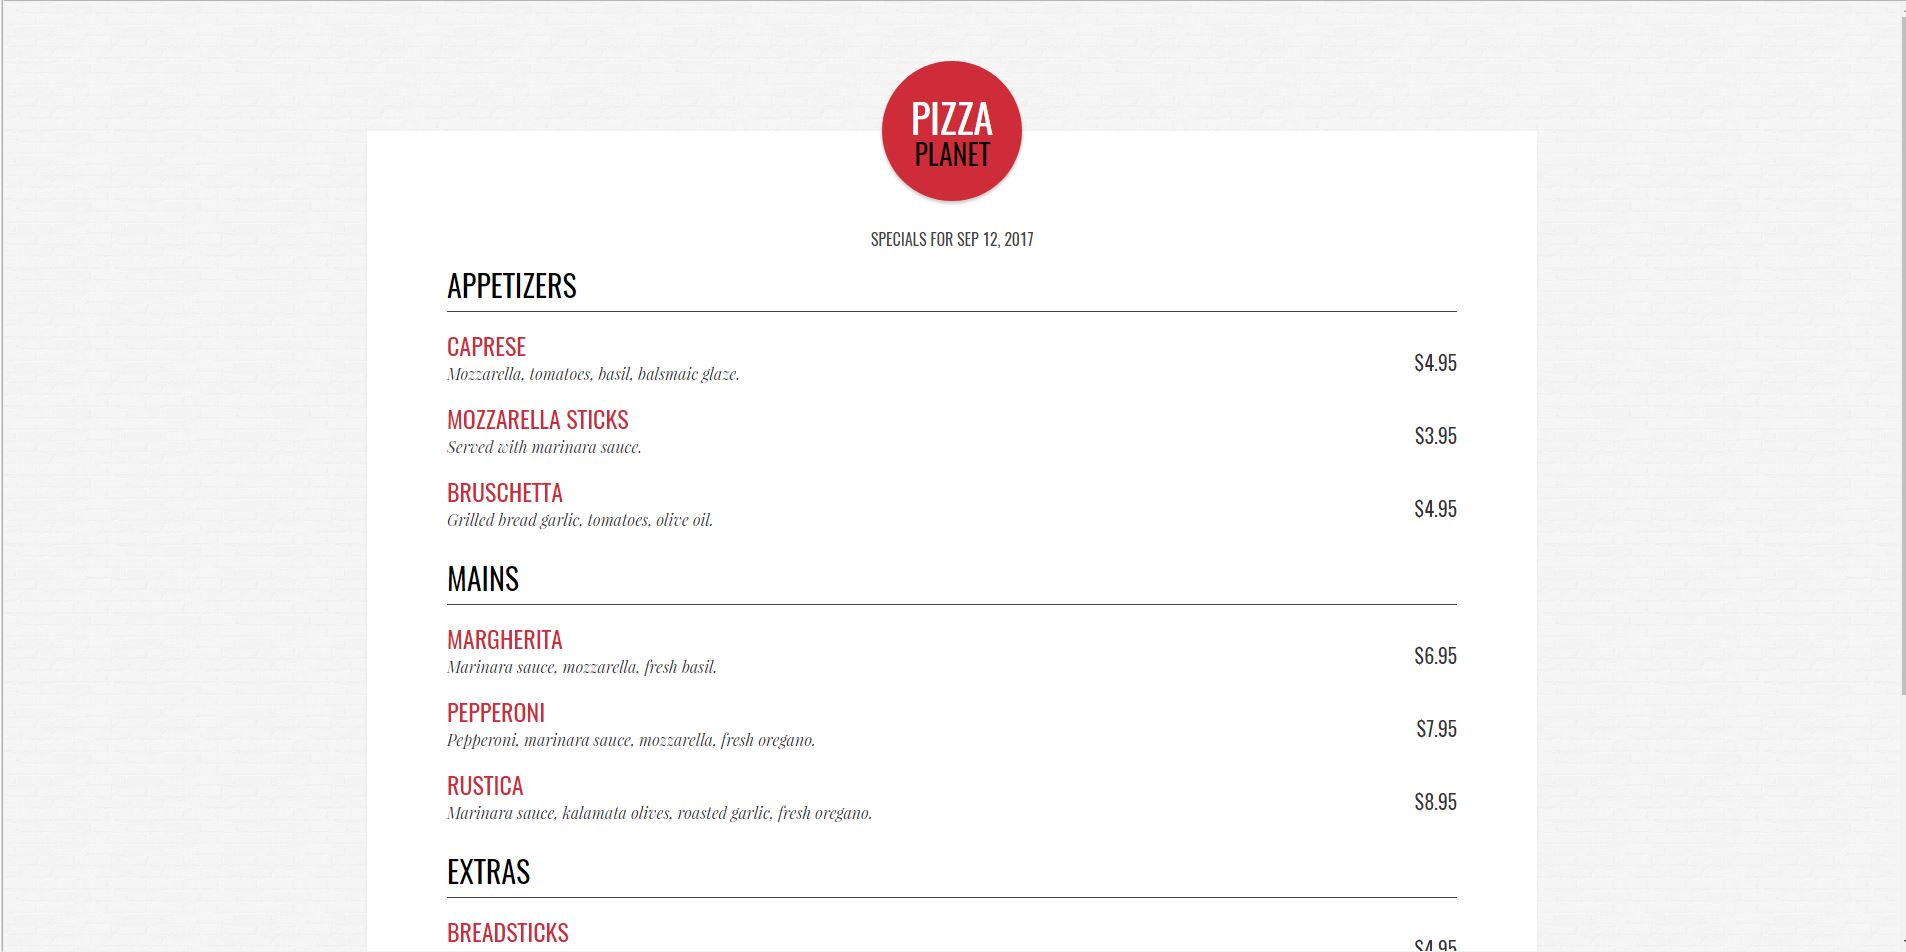 PIZZA
PLANET
SPECIALS FOR SEP 12, 2017
APPETIZERS
CAPRESE
Mozzarella, tomatoes, basil, balsmaic glaze.
$4.95
MOZZARELLA STICKS
Served with marinara sauce.
$3.95
BRUSCHETTA
Grilled bread garlic, tomatoes, olive oil.
$4.95
MAINS
MARGHERITA
Marinara sauce, mozzarella, fresh basil.
$6.95
PEPPERONI
Pepperoni, marinara sauce, mozzarella, fresh oregano.
$7.95
RUSTICA
Marinara sauce, kalamata olives, roasted garlic, fresh oregano.
$8.95
EXTRAS
BREADSTICKS
$4.95